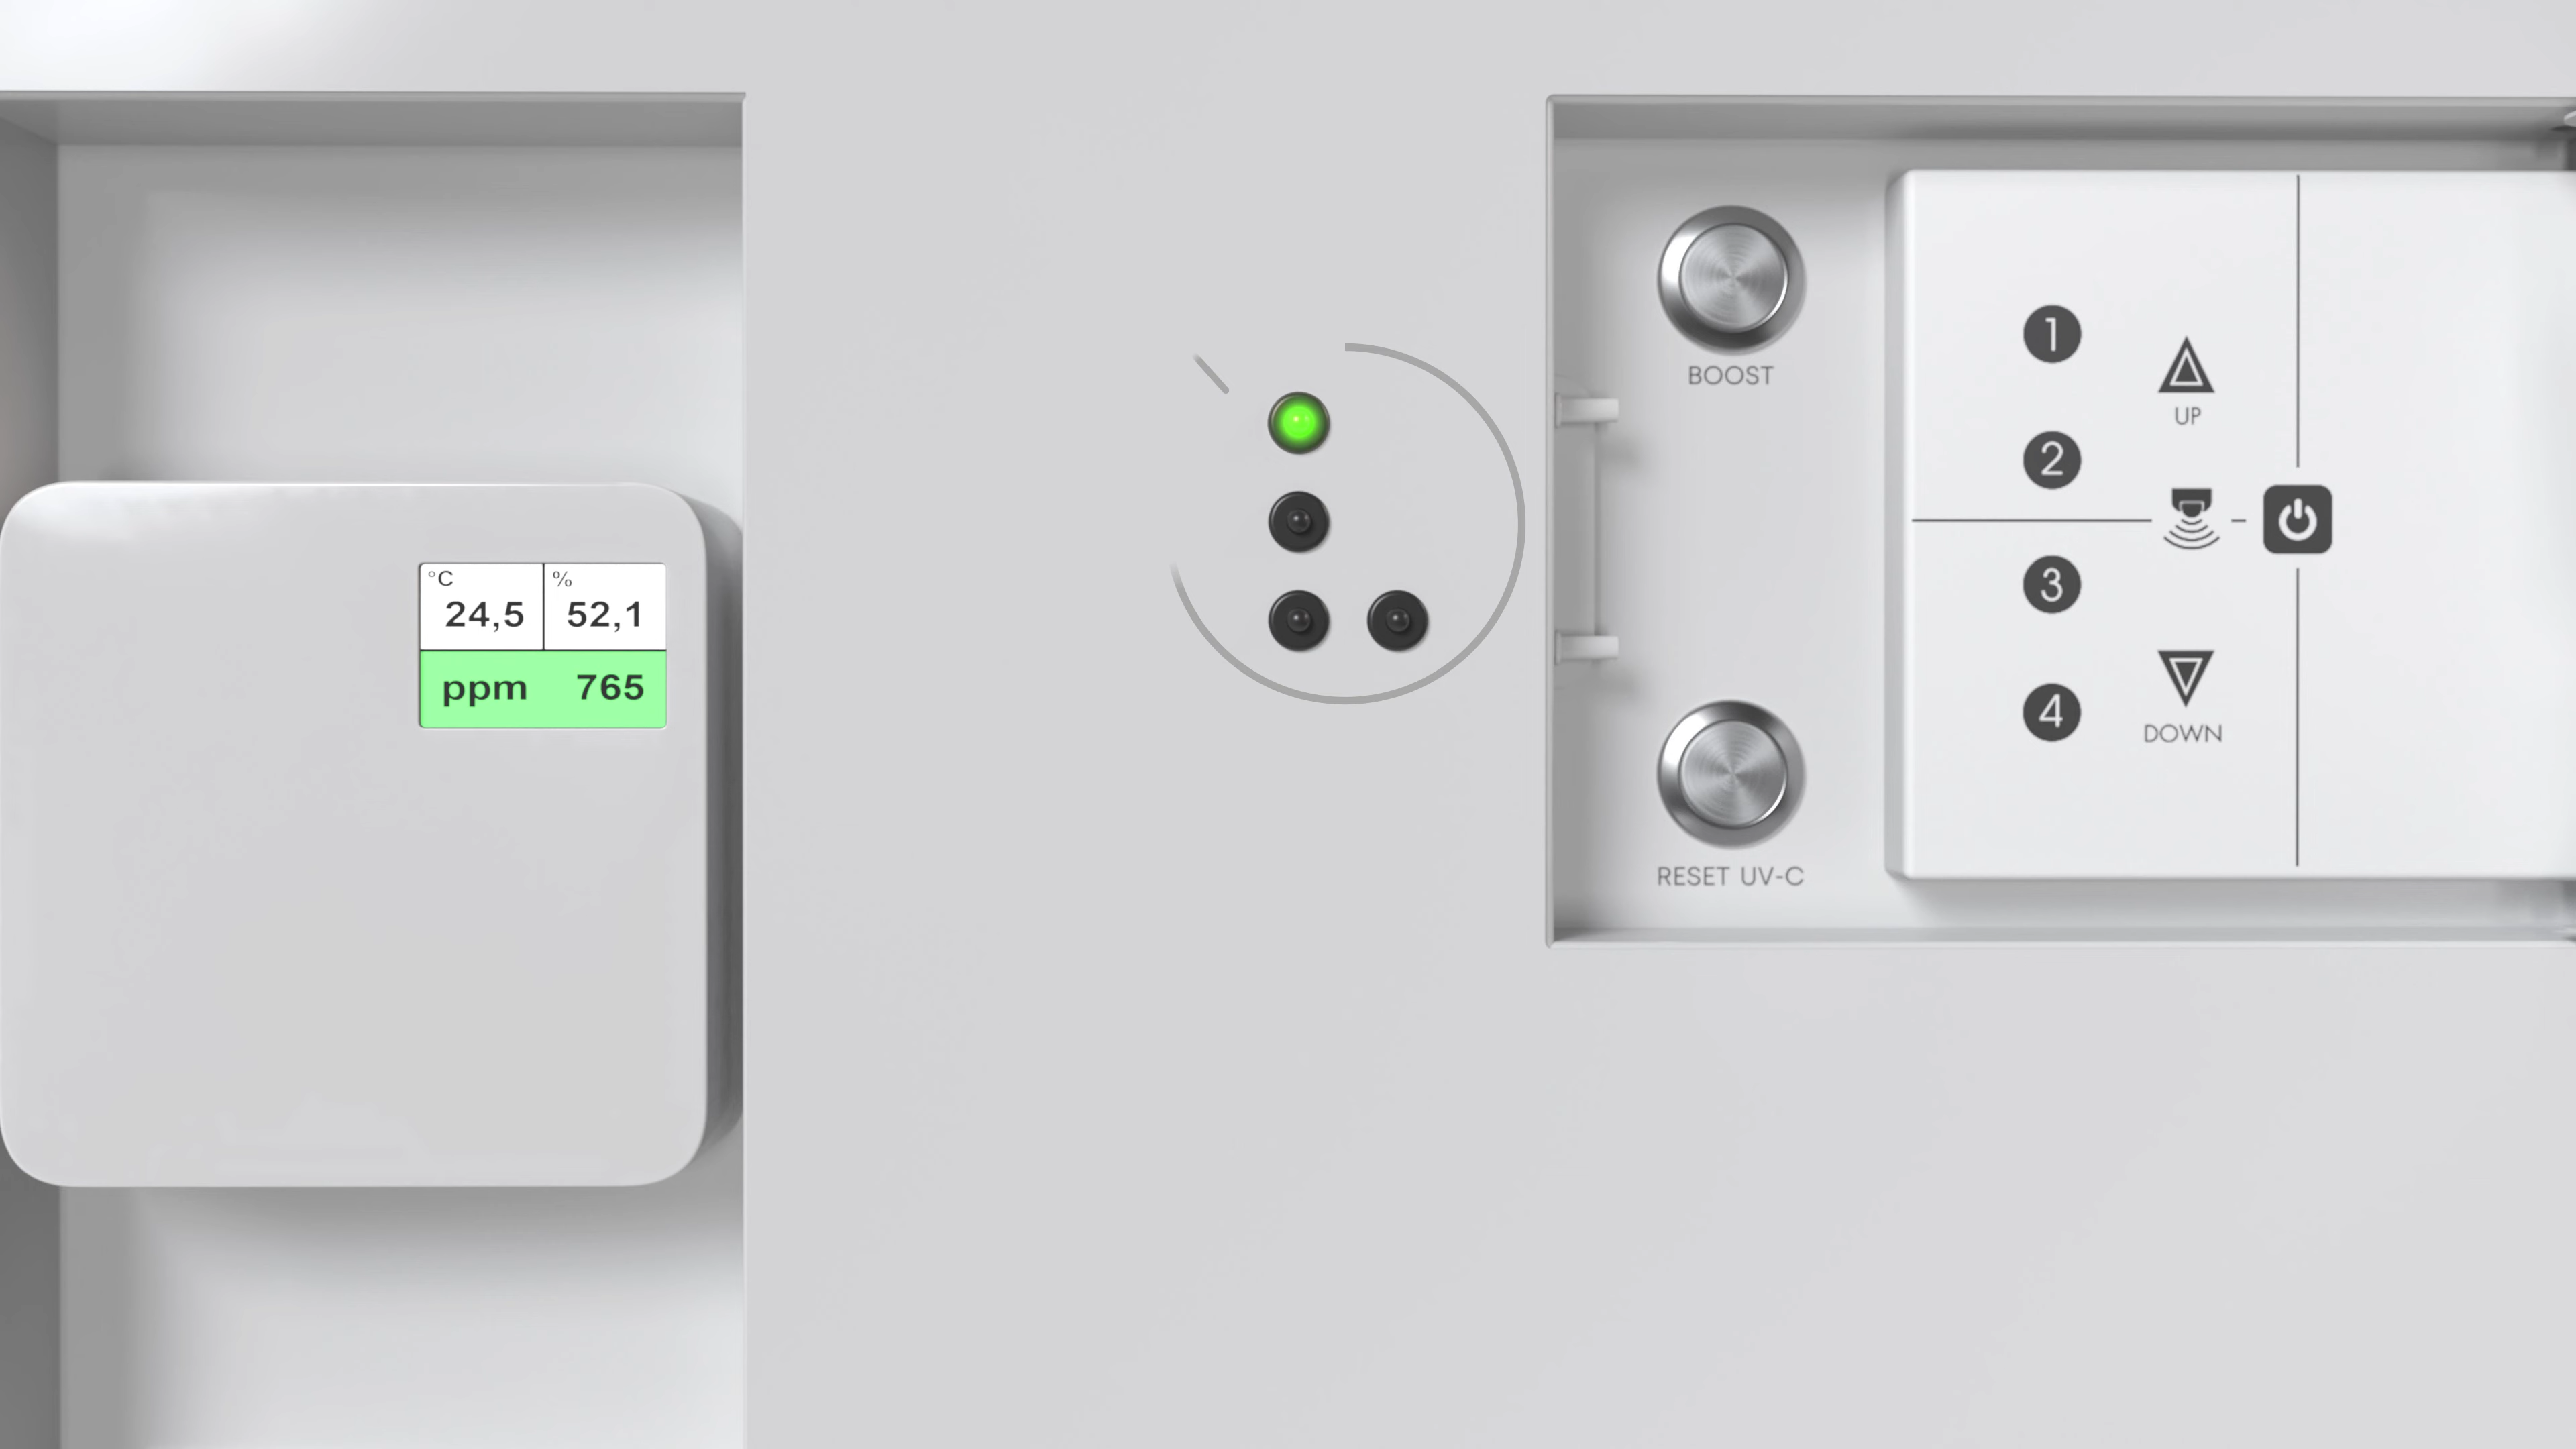 °C
24,5
%
52,1
ppm 765
BOOST
RESET UV-C
1
2
3
4
UP
DOWN